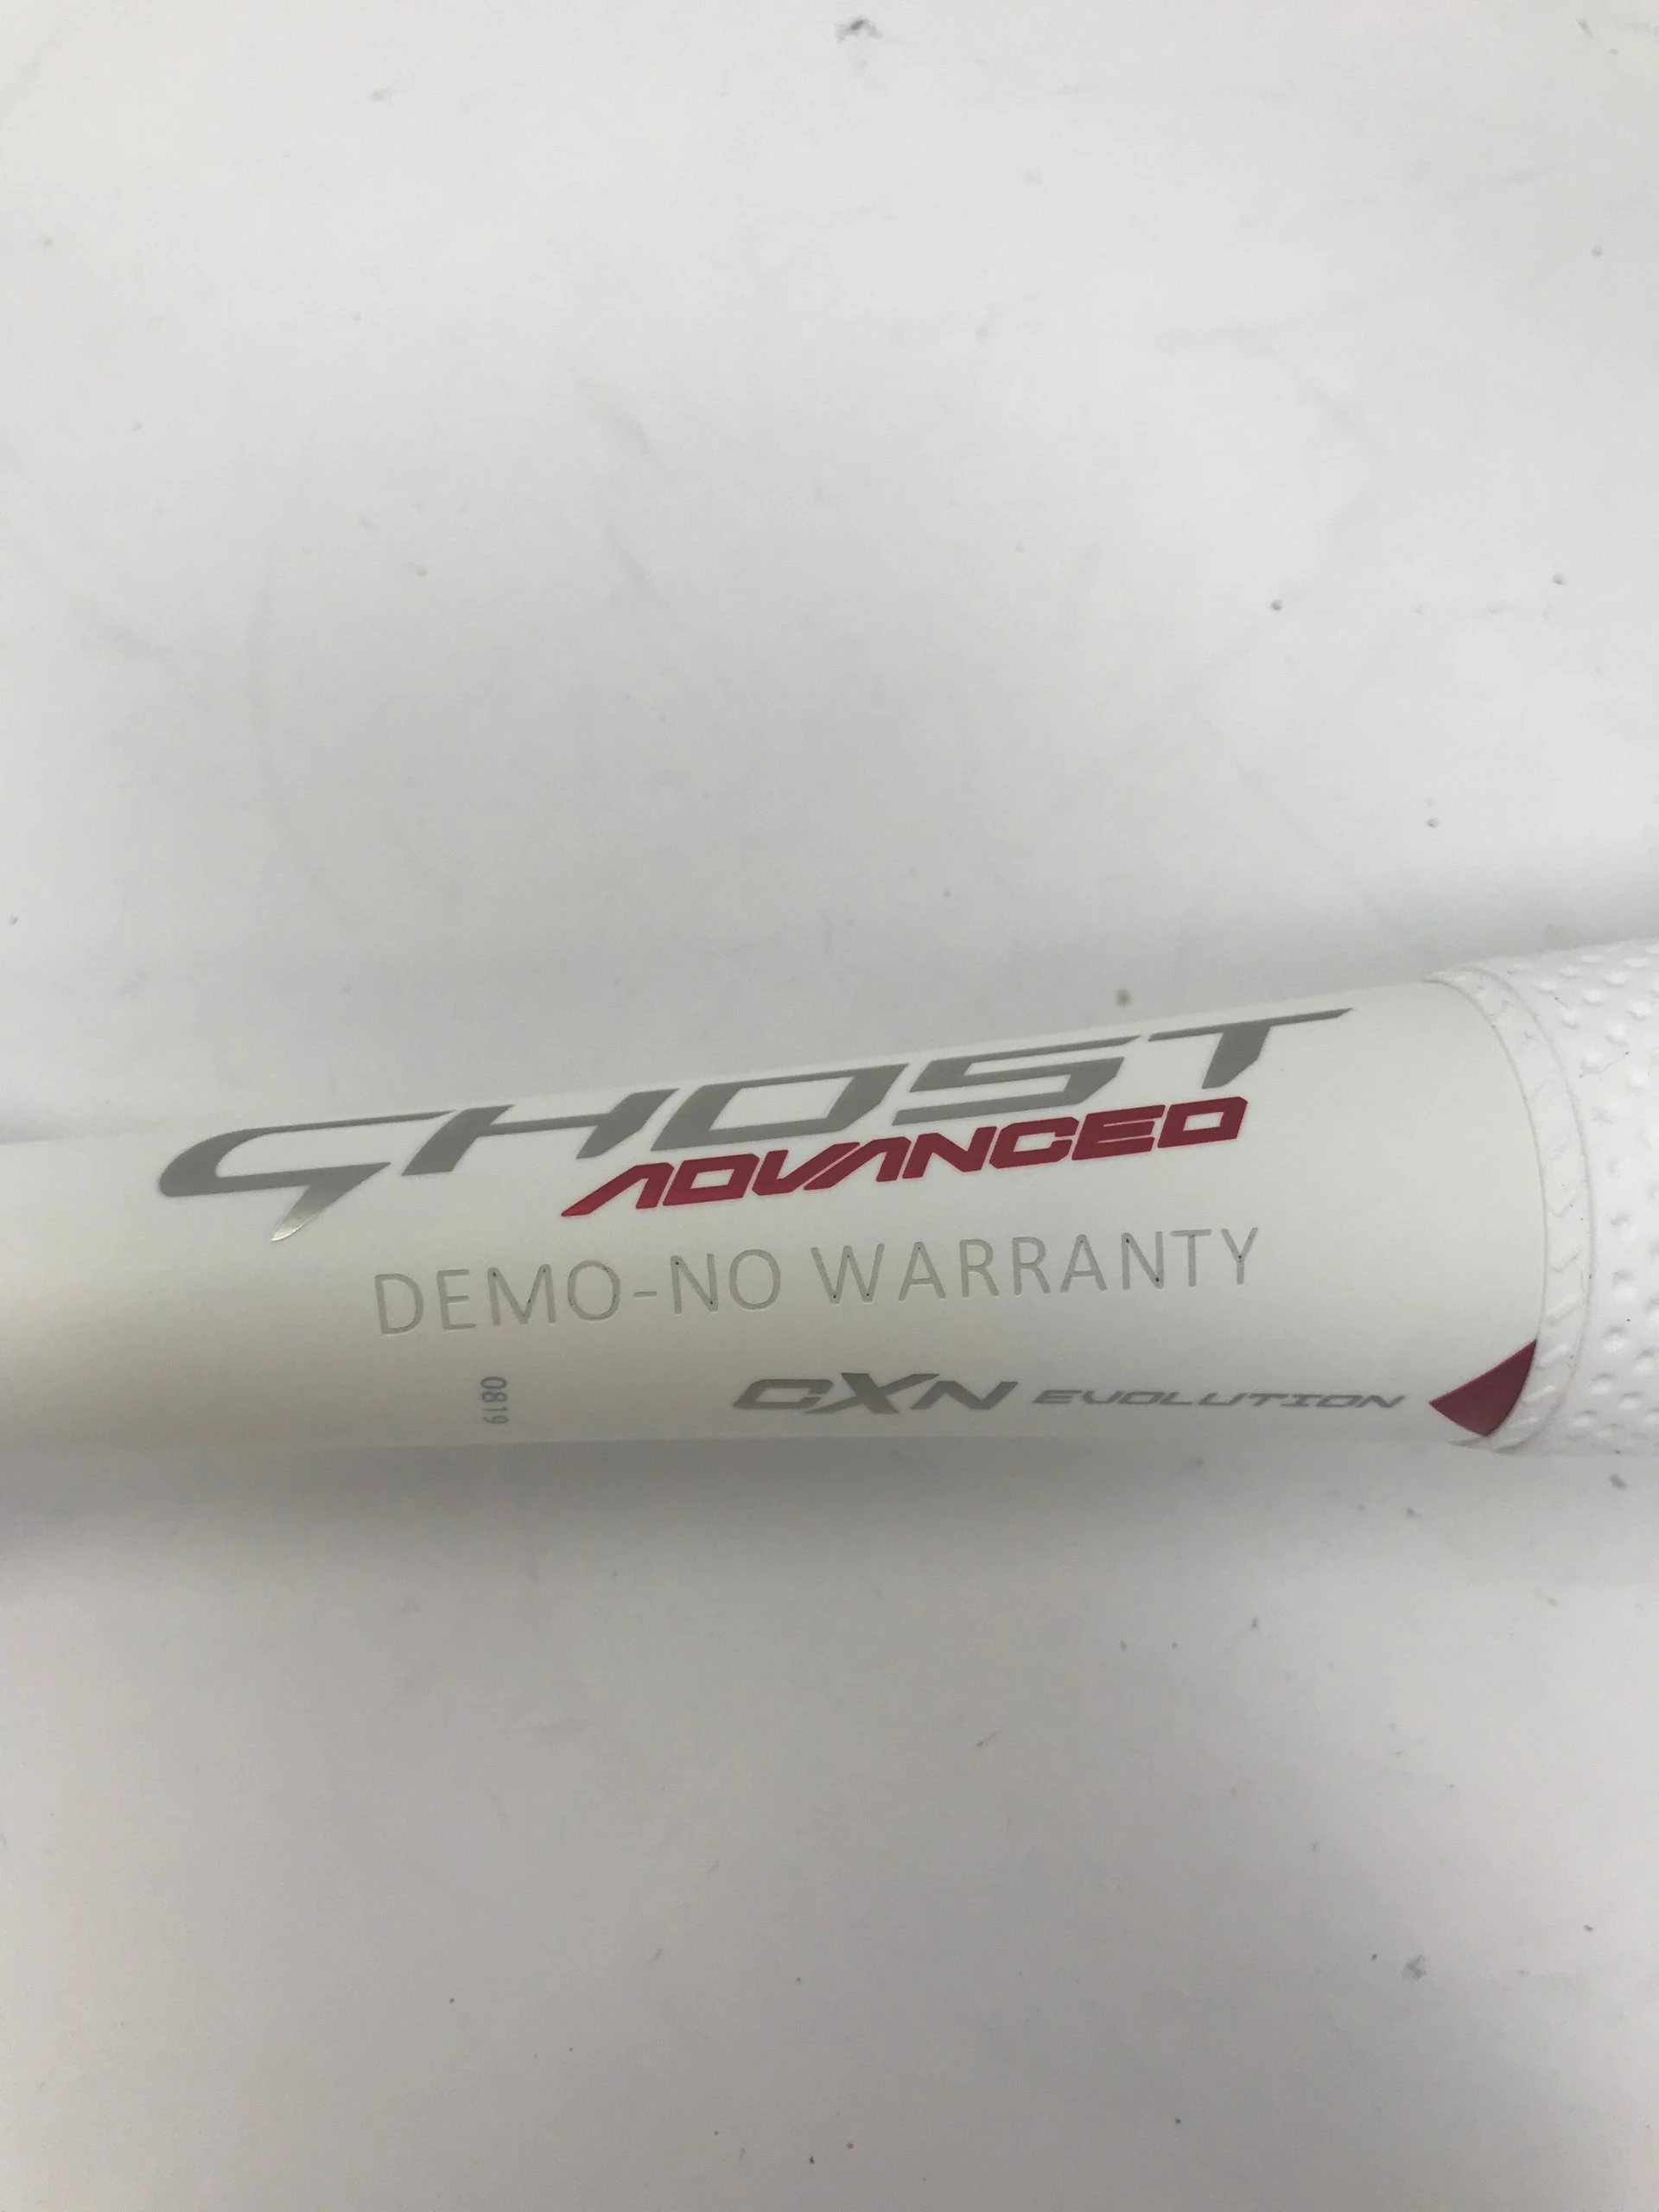 GHOST
ADVANCED
DEMO-NO WARRANTY
CXN EVOLUTION
0819